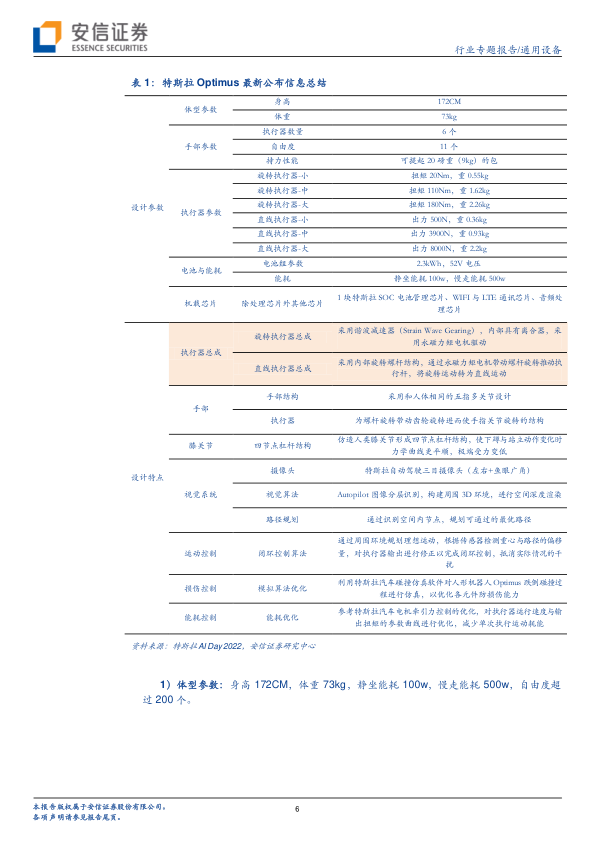 安信证券
ESSENCE SECURITIES
行业专题报告/通用设备
表 1：特斯拉 Optimus 最新公布信息总结
设计参数
体型参数
身高 172CM
体重 73kg
手部参数
执行器数量 6 个
自由度 11 个
持力性能 可提起 20 磅重（9kg）的包
执行器参数
旋转执行器-小 扭矩 20Nm，重 0.55kg
旋转执行器-中 扭矩 110Nm，重 1.62kg
旋转执行器-大 扭矩 180Nm，重 2.26kg
直线执行器-小 出力 500N，重 0.36kg
直线执行器-中 出力 3900N，重 0.93kg
直线执行器-大 出力 8000N，重 2.2kg
电池与能耗
电池组参数 2.3kWh，52V 电压
能耗 静坐能耗 100w，慢走能耗 500w
机载芯片 除处理芯片外其他芯片
1 块特斯拉 SOC 电池管理芯片、WIFI 与 LTE 通讯芯片、音频处
理芯片
设计特点
执行器总成
旋转执行器总成
采用谐波减速器（Strain Wave Gearing），内部具有离合器，采
用永磁力矩电机驱动
直线执行器总成
采用内部旋转螺杆结构，通过永磁力矩电机带动螺杆旋转推动执
行杆，将旋转运动转为直线运动
手部
手部结构 采用和人体相同的五指多关节设计
执行器 为螺杆旋转带动齿轮旋转进而使手指关节旋转的结构
膝关节 四节点杠杆结构
仿造人类膝关节形成四节点杠杆结构，使下蹲与站立动作变化时
力学曲线更平顺，极端受力变低
视觉系统
摄像头 特斯拉自动驾驶三目摄像头（左右+鱼眼广角）
视觉算法 Autopilot 图像分层识别，构建周围 3D 环境，进行空间深度渲染
路径规划 通过识别空间内节点，规划可通过的最优路径
运动控制 闭环控制算法
通过周围环境规划理想运动，根据传感器检测重心与路径的偏移
量，对执行器输出进行修正以完成闭环控制，抵消实际情况的干
扰
损伤控制 模拟算法优化
利用特斯拉汽车碰撞仿真软件对人形机器人 Optimus 跌倒碰撞过
程进行仿真，以优化各元件防损伤能力
能耗控制 能耗优化
参考特斯拉汽车电机牵引力控制的优化，对执行器运行速度与输
出扭矩的参数曲线进行优化，减少单次执行运动耗能
资料来源：特斯拉 AI Day 2022，安信证券研究中心
1）体型参数：身高 172CM，体重 73kg，静坐能耗 100w，慢走能耗 500w，自由度超
过 200 个。
本报告版权属于安信证券股份有限公司。
各项声明请参见报告尾页。
6